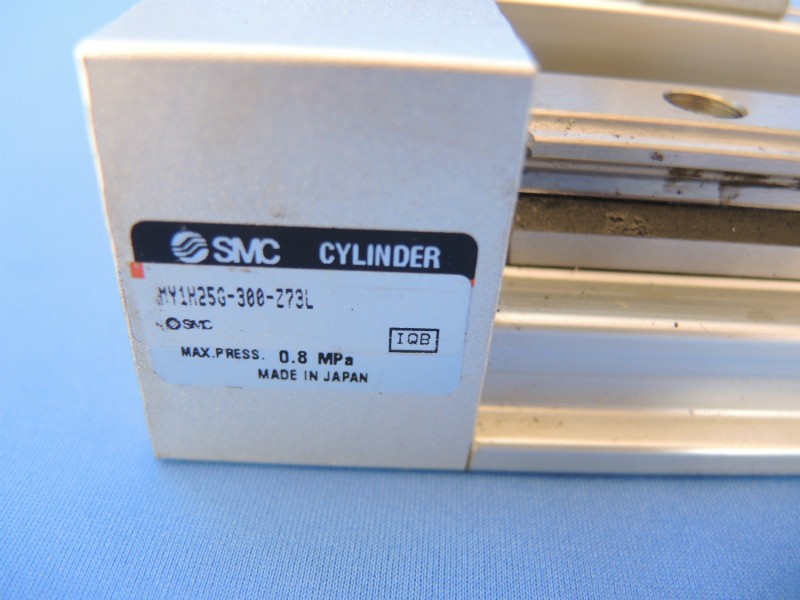 SMC CYLINDER
MY1H25G-300-Z73L
SMC
IQB
MAX.PRESS. 0.8 MPa
MADE IN JAPAN